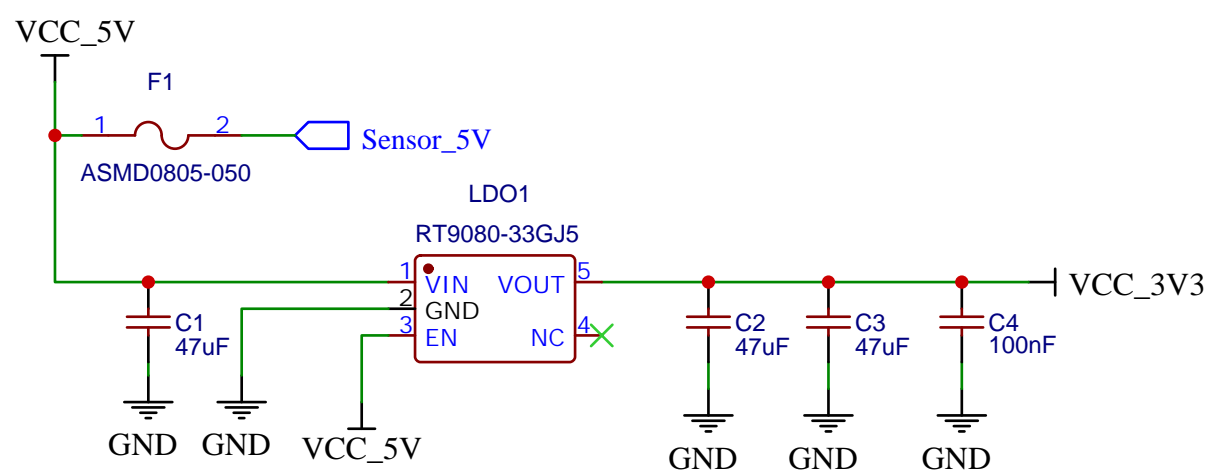 VCC_5V
F1
1
2
Sensor_5V
ASMD0805-050
LDO1
RT9080-33GJ5
1
VIN
VOUT
5
2
GND
3
EN
NC
4
VCC_3V3
C1
47uF
C2
47uF
C3
47uF
C4
100nF
GND
GND
VCC_5V
GND
GND
GND